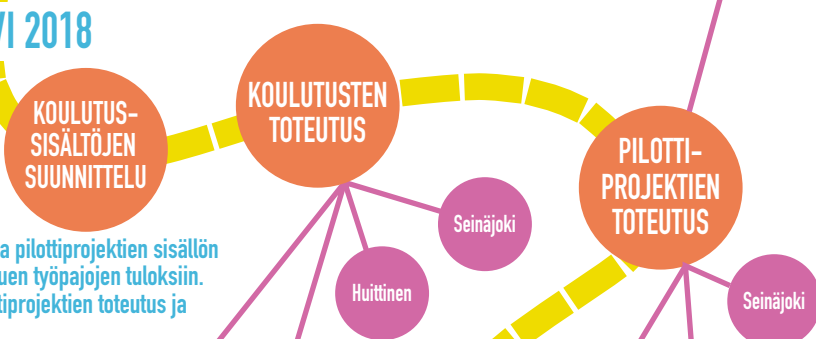 VI 2018
KOULUTUS-
SISÄLTÖJEN
SUUNNITTELU
KOULUTUSTEN
TOTEUTUS
PILOTTI-
PROJEKTIEN
TOTEUTUS
Seinäjoki
Huittinen
Seinäjoki
a pilottiprojektien sisällön
uen työpajojen tuloksiin.
tiprojektien toteutus ja